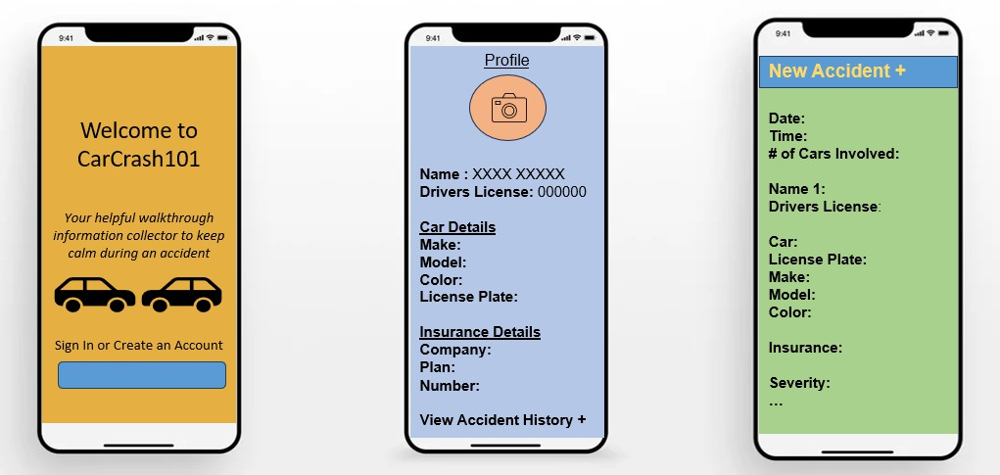 9:41
Welcome to
CarCrash101
Your helpful walkthrough
information collector to keep
calm during an accident
Sign In or Create an Account
9:41
Profile
Name : XXXX XXXXX
Drivers License: 000000
Car Details
Make:
Model:
Color:
License Plate:
Insurance Details
Company:
Plan:
Number:
View Accident History +
9:41
New Accident +
Date:
Time:
# of Cars Involved:
Name 1:
Drivers License:
Car:
License Plate:
Make:
Model:
Color:
Insurance:
Severity:
...